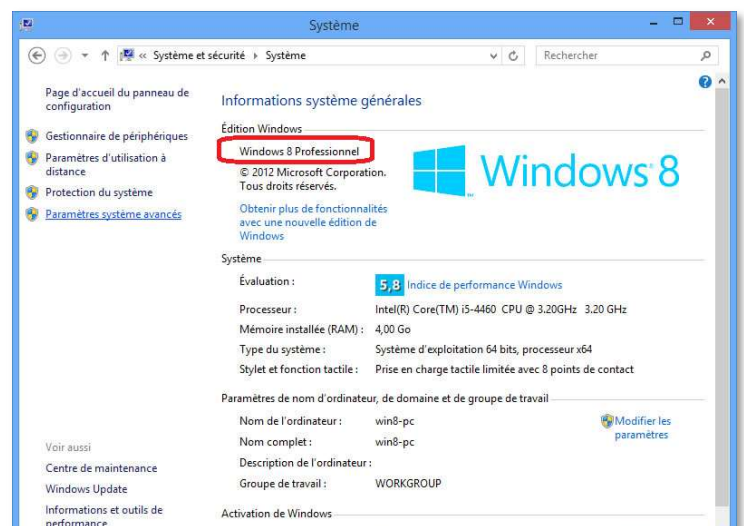 Système
« Système et sécurité Système
Rechercher
Page d'accueil du panneau de
configuration
Gestionnaire de périphériques
Paramètres d'utilisation à
distance
Protection du système
Paramètres système avancés
Informations système générales
Édition Windows
Windows 8 Professionnel
© 2012 Microsoft Corporation.
Tous droits réservés.
Obtenir plus de fonctionnalités
avec une nouvelle édition de
Windows
Windows 8
Système
Évaluation :
5,8 Indice de performance Windows
Processeur : Intel(R) Core(TM) i5-4460 CPU @ 3.20GHz 3.20 GHz
Mémoire installée (RAM) : 4,00 Go
Type du système : Système d'exploitation 64 bits, processeur x64
Stylet et fonction tactile : Prise en charge tactile limitée avec 8 points de contact
Paramètres de nom d'ordinateur, de domaine et de groupe de travail
Nom de l'ordinateur : win8-pc
Modifier les
paramètres
Nom complet : win8-pc
Description de l'ordinateur :
Groupe de travail : WORKGROUP
Activation de Windows
Voir aussi
Centre de maintenance
Windows Update
Informations et outils de
performance